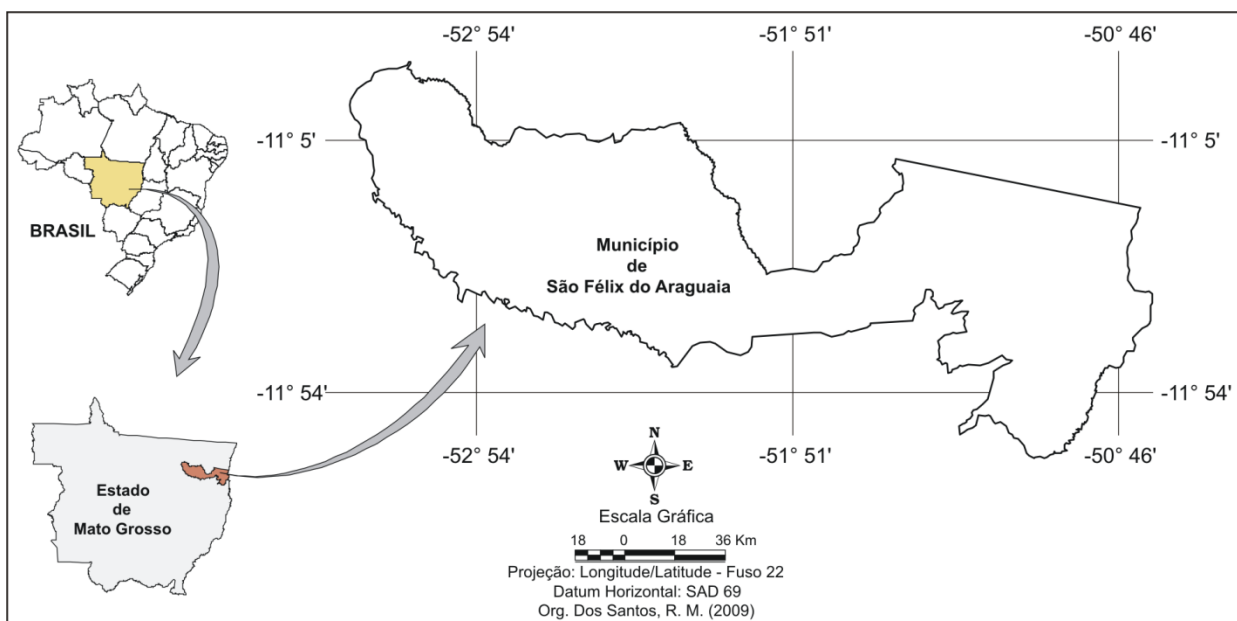 -52° 54'
-51° 51'
-50° 46'
-11° 5'
-11° 5'
BRASIL
Município
de
São Félix do Araguaia
-11° 54'
-11° 54'
-52° 54'
-51° 51'
-50° 46'
N
W
E
S
Estado
de
Mato Grosso
Escala Gráfica
18 0 18 36 Km
Projeção: Longitude/Latitude - Fuso 22
Datum Horizontal: SAD 69
Org. Dos Santos, R. M. (2009)